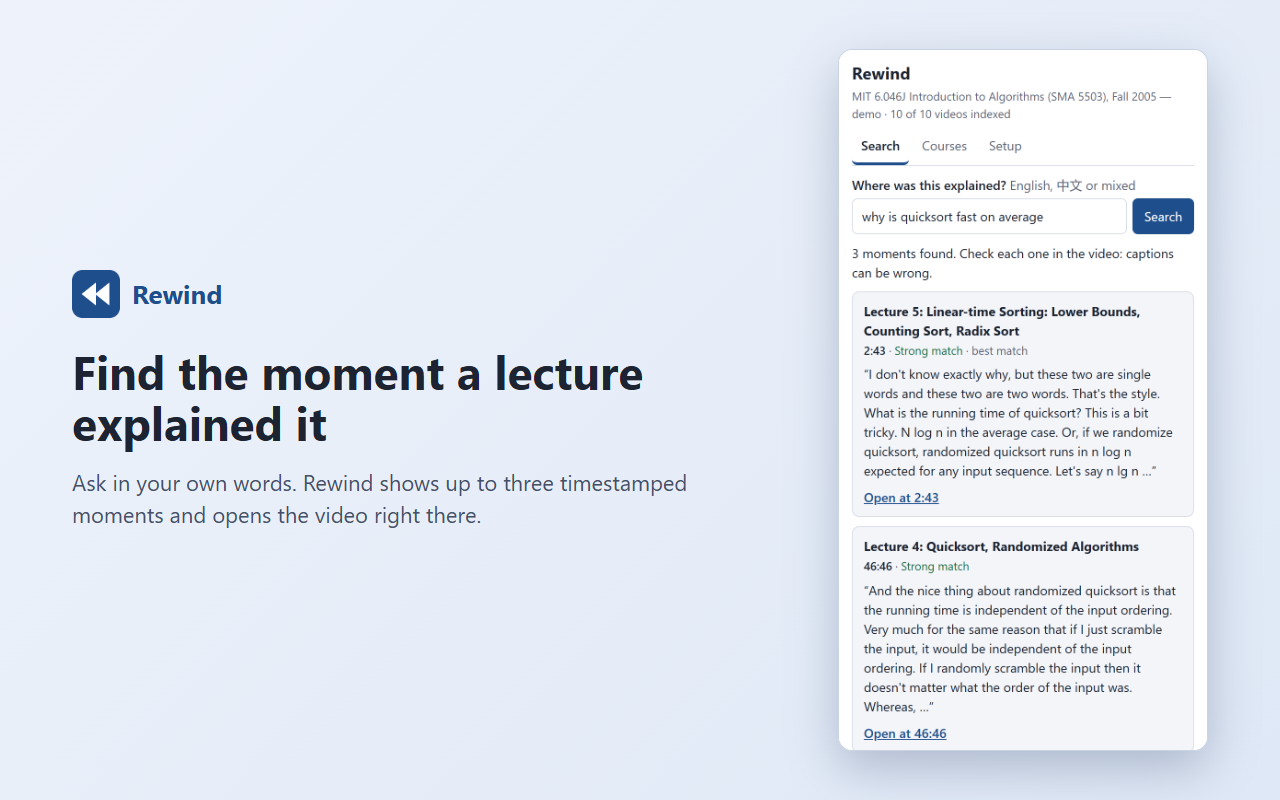 Rewind
Find the moment a lecture
explained it
Ask in your own words. Rewind shows up to three timestamped
moments and opens the video right there.
Rewind
MIT 6.046J Introduction to Algorithms (SMA 5503), Fall 2005 —
demo · 10 of 10 videos indexed
Search Courses Setup
Where was this explained? English, 中文 or mixed
why is quicksort fast on average Search
3 moments found. Check each one in the video: captions
can be wrong.
Lecture 5: Linear-time Sorting: Lower Bounds,
Counting Sort, Radix Sort
2:43 · Strong match · best match
“I don't know exactly why, but these two are single
words and these two are two words. That's the style.
What is the running time of quicksort? This is a bit
tricky. N log n in the average case. Or, if we randomize
quicksort, randomized quicksort runs in n log n
expected for any input sequence. Let's say n lg n ...”
Open at 2:43
Lecture 4: Quicksort, Randomized Algorithms
46:46 · Strong match
“And the nice thing about randomized quicksort is that
the running time is independent of the input ordering.
Very much for the same reason that if I just scramble
the input, it would be independent of the input
ordering. If I randomly scramble the input then it
doesn't matter what the order of the input was.
Whereas, ...”
Open at 46:46